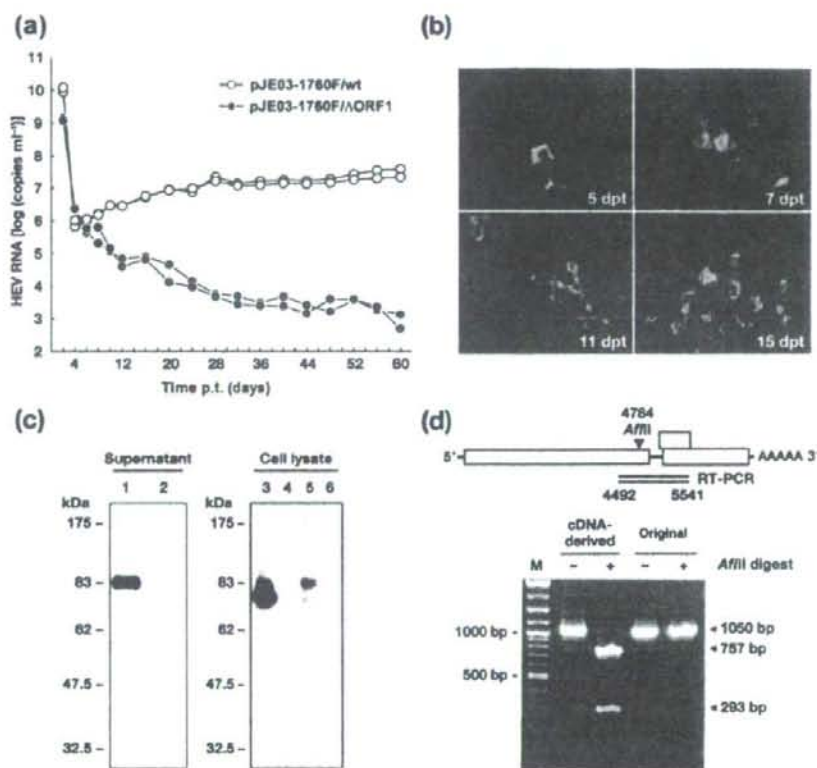 (a)
11
10
9
8
7
6
5
4
3
2
HEV RNA [log (copies ml⁻¹)]
pJE03-1760F/wt
pJE03-1760F/ΔORF1
4 12 20 28 36 44 52 60
Time p.t. (days)
(b)
5 dpt
7 dpt
11 dpt
15 dpt
(c)
Supernatant
1 2
kDa
175
83
62
47.5
32.5
Cell lysate
3 4 5 6
kDa
175
83
62
47.5
32.5
(d)
4784
AflII
5' AAAAA 3'
RT-PCR
4492 5541
cDNA-
derived
Original
M − + − + AflII digest
1000 bp
500 bp
1050 bp
757 bp
293 bp